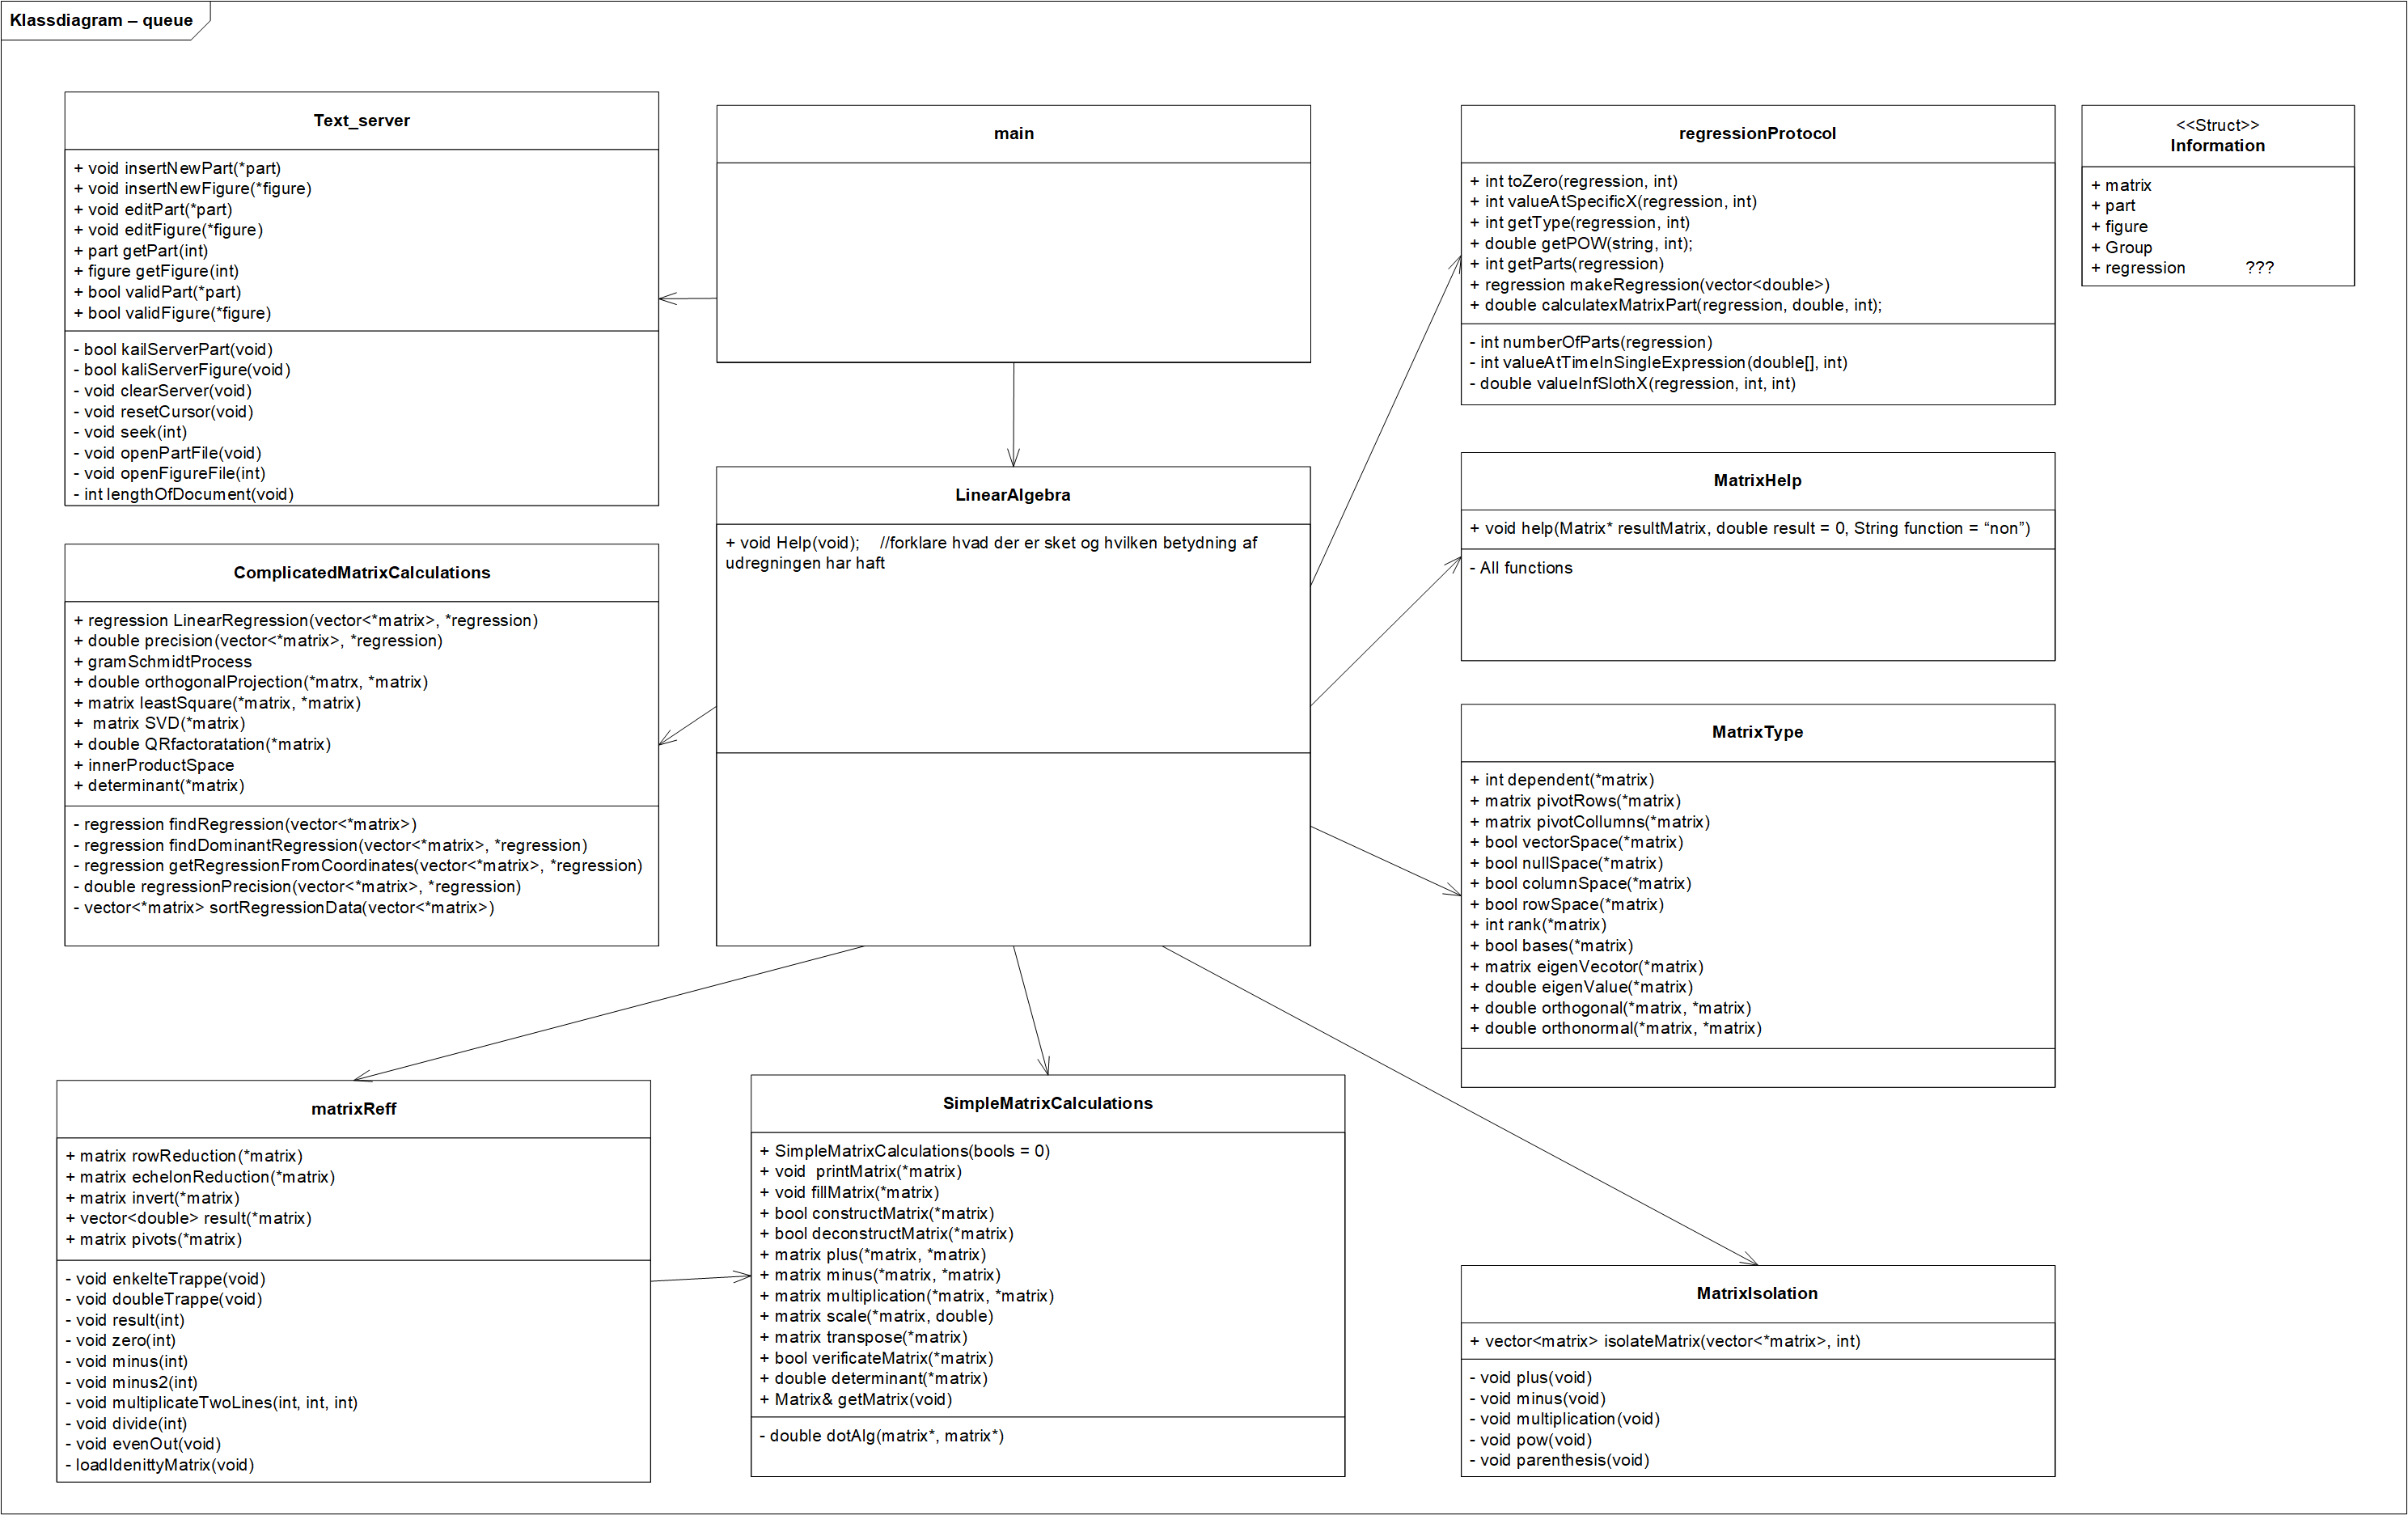 Klassdiagram – queue
Text_server
+ void insertNewPart(*part)
+ void insertNewFigure(*figure)
+ void editPart(*part)
+ void editFigure(*figure)
+ part getPart(int)
+ figure getFigure(int)
+ bool validPart(*part)
+ bool validFigure(*figure)
- bool kailServerPart(void)
- bool kaliServerFigure(void)
- void clearServer(void)
- void resetCursor(void)
- void seek(int)
- void openPartFile(void)
- void openFigureFile(int)
- int lengthOfDocument(void)
main
regressionProtocol
+ int toZero(regression, int)
+ int valueAtSpecificX(regression, int)
+ int getType(regression, int)
+ double getPOW(string, int);
+ int getParts(regression)
+ regression makeRegression(vector<double>)
+ double calculatexMatrixPart(regression, double, int);
- int numberOfParts(regression)
- int valueAtTimeInSingleExpression(double[], int)
- double valueInfSlothX(regression, int, int)
<<Struct>>
Information
+ matrix
+ part
+ figure
+ Group
+ regression ???
LinearAlgebra
+ void Help(void); //forklare hvad der er sket og hvilken betydning af
udregningen har haft
MatrixHelp
+ void help(Matrix* resultMatrix, double result = 0, String function = “non”)
- All functions
ComplicatedMatrixCalculations
+ regression LinearRegression(vector<*matrix>, *regression)
+ double precision(vector<*matrix>, *regression)
+ gramSchmidtProcess
+ double orthogonalProjection(*matrx, *matrix)
+ matrix leastSquare(*matrix, *matrix)
+ matrix SVD(*matrix)
+ double QRfactoratation(*matrix)
+ innerProductSpace
+ determinant(*matrix)
- regression findRegression(vector<*matrix>)
- regression findDominantRegression(vector<*matrix>, *regression)
- regression getRegressionFromCoordinates(vector<*matrix>, *regression)
- double regressionPrecision(vector<*matrix>, *regression)
- vector<*matrix> sortRegressionData(vector<*matrix>)
MatrixType
+ int dependent(*matrix)
+ matrix pivotRows(*matrix)
+ matrix pivotCollumns(*matrix)
+ bool vectorSpace(*matrix)
+ bool nullSpace(*matrix)
+ bool columnSpace(*matrix)
+ bool rowSpace(*matrix)
+ int rank(*matrix)
+ bool bases(*matrix)
+ matrix eigenVecotor(*matrix)
+ double eigenValue(*matrix)
+ double orthogonal(*matrix, *matrix)
+ double orthonormal(*matrix, *matrix)
matrixReff
+ matrix rowReduction(*matrix)
+ matrix echelonReduction(*matrix)
+ matrix invert(*matrix)
+ vector<double> result(*matrix)
+ matrix pivots(*matrix)
- void enkelteTrappe(void)
- void doubleTrappe(void)
- void result(int)
- void zero(int)
- void minus(int)
- void minus2(int)
- void multiplicateTwoLines(int, int, int)
- void divide(int)
- void evenOut(void)
- loadIdenittyMatrix(void)
SimpleMatrixCalculations
+ SimpleMatrixCalculations(bools = 0)
+ void printMatrix(*matrix)
+ void fillMatrix(*matrix)
+ bool constructMatrix(*matrix)
+ bool deconstructMatrix(*matrix)
+ matrix plus(*matrix, *matrix)
+ matrix minus(*matrix, *matrix)
+ matrix multiplication(*matrix, *matrix)
+ matrix scale(*matrix, double)
+ matrix transpose(*matrix)
+ bool verificateMatrix(*matrix)
+ double determinant(*matrix)
+ Matrix& getMatrix(void)
- double dotAlg(matrix*, matrix*)
MatrixIsolation
+ vector<matrix> isolateMatrix(vector<*matrix>, int)
- void plus(void)
- void minus(void)
- void multiplication(void)
- void pow(void)
- void parenthesis(void)